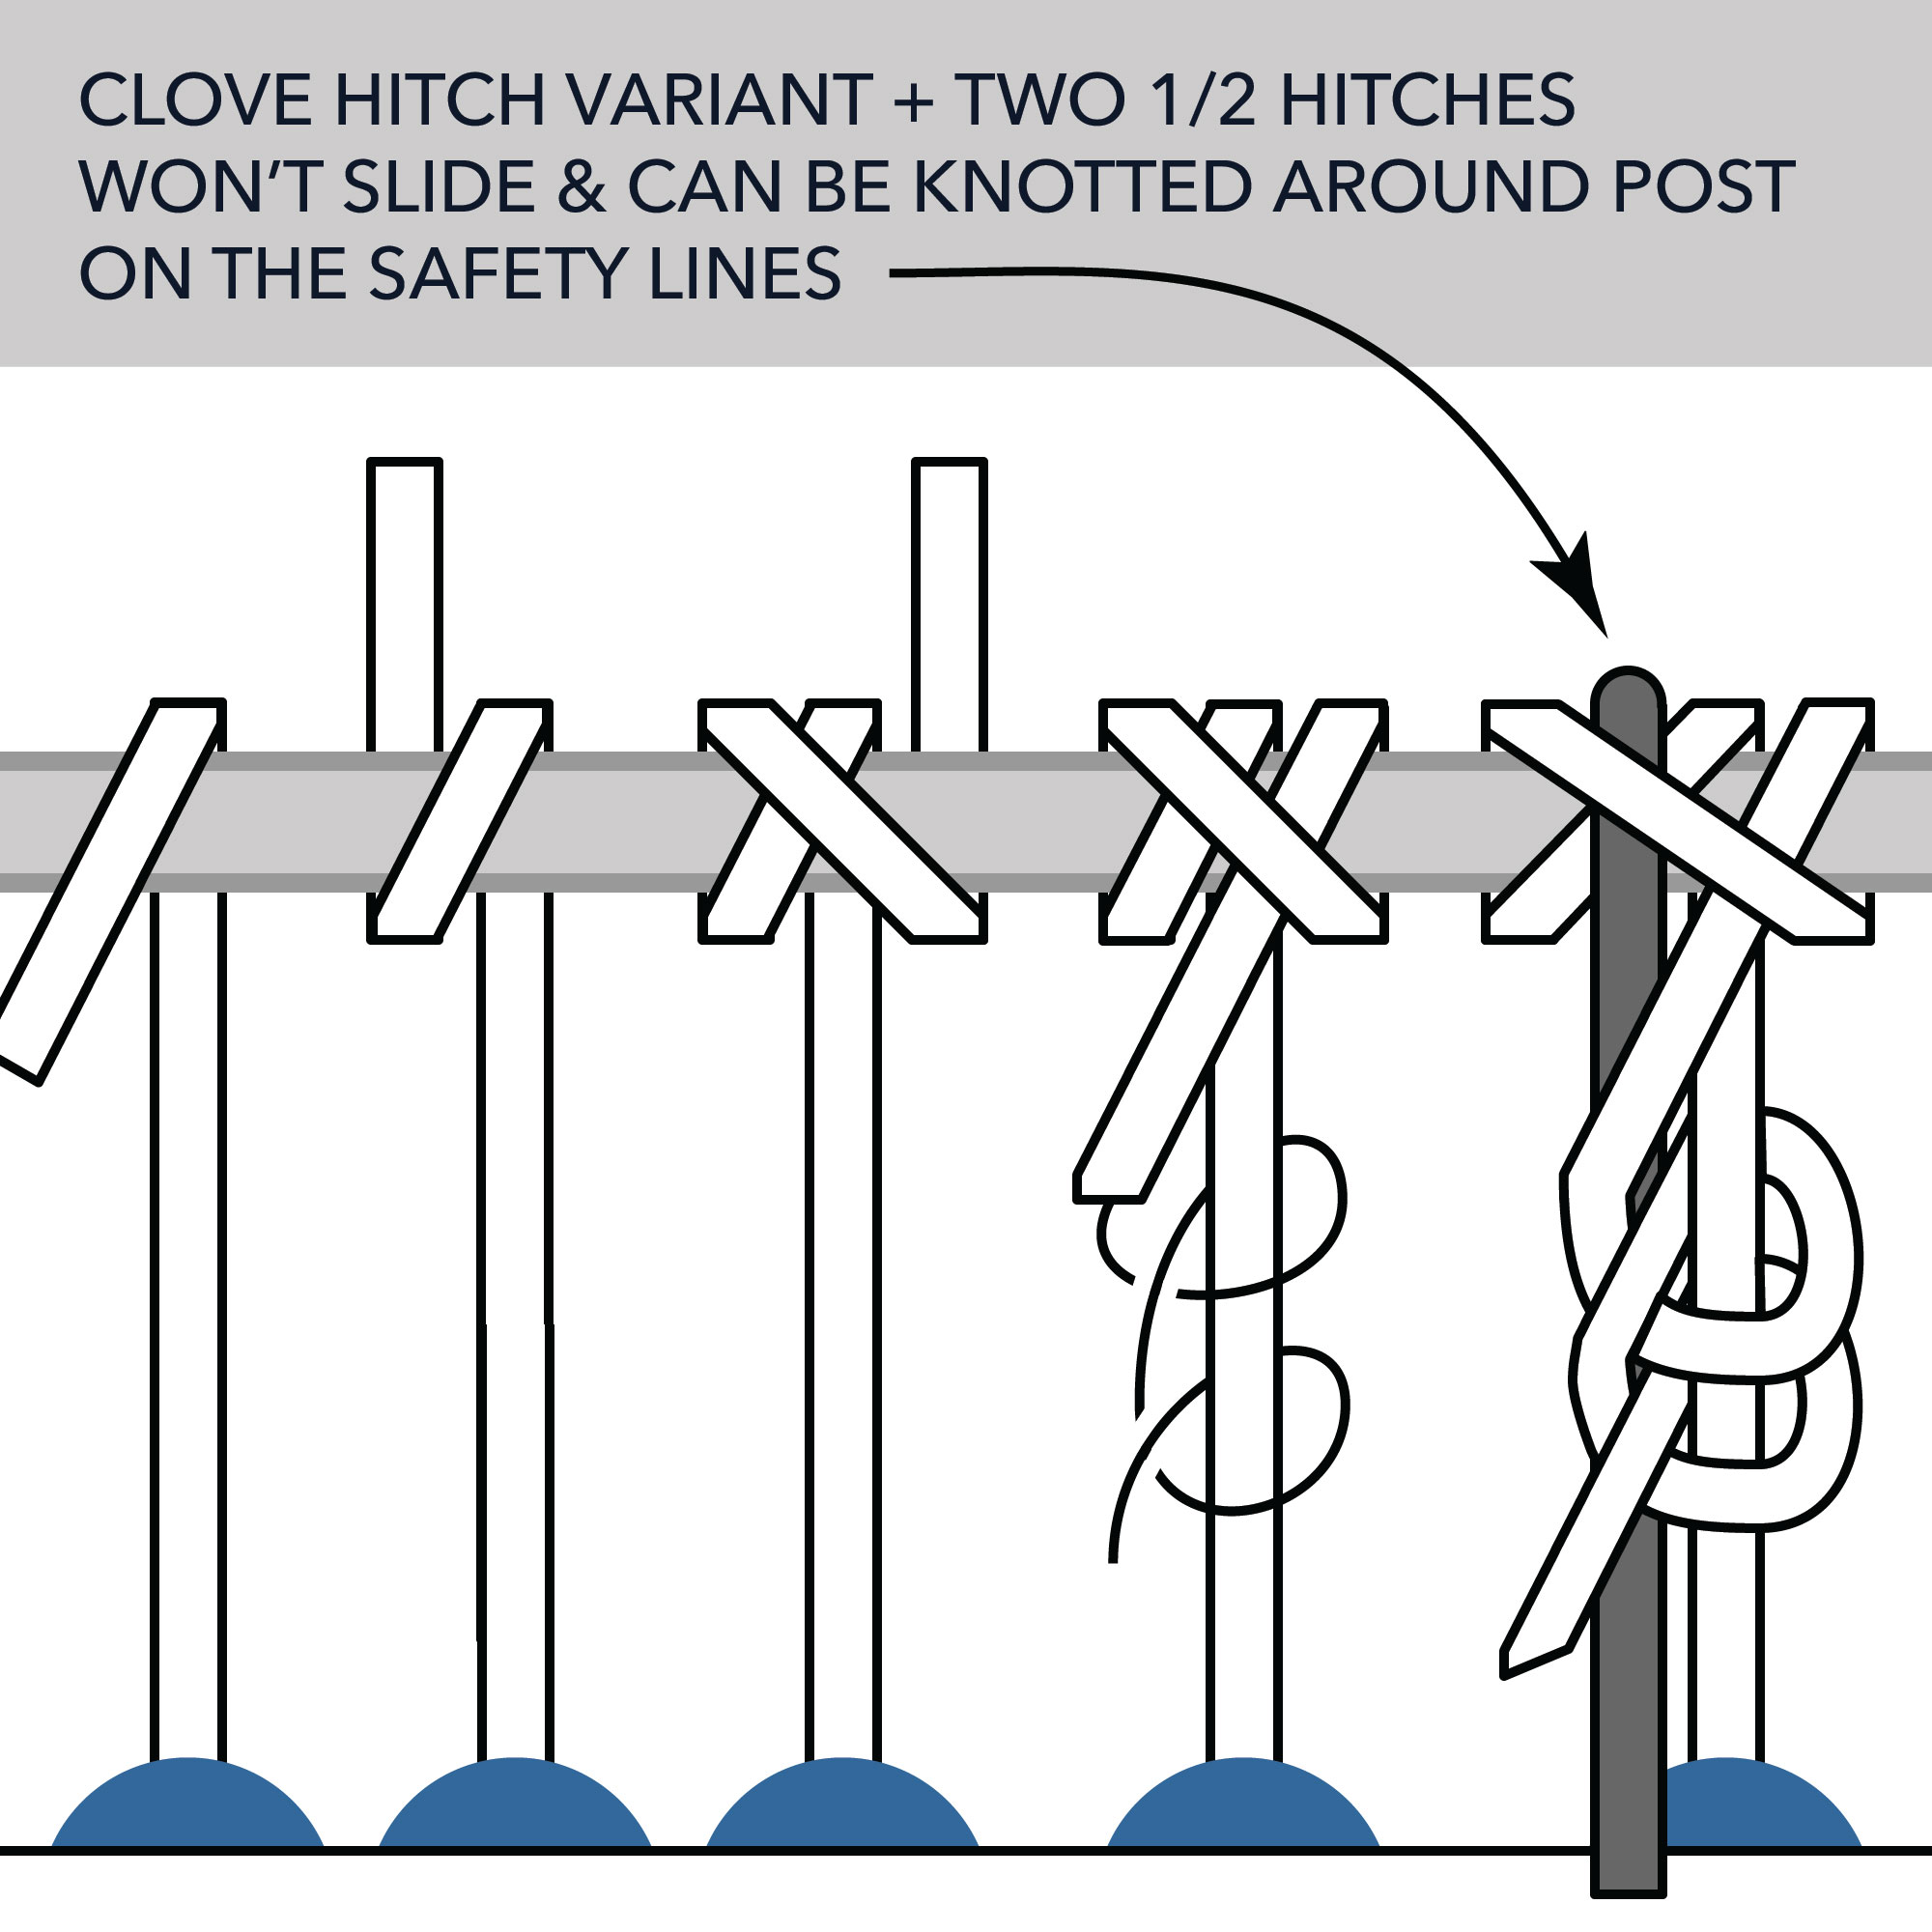 CLOVE HITCH VARIANT + TWO 1/2 HITCHES
WON'T SLIDE & CAN BE KNOTTED AROUND POST
ON THE SAFETY LINES